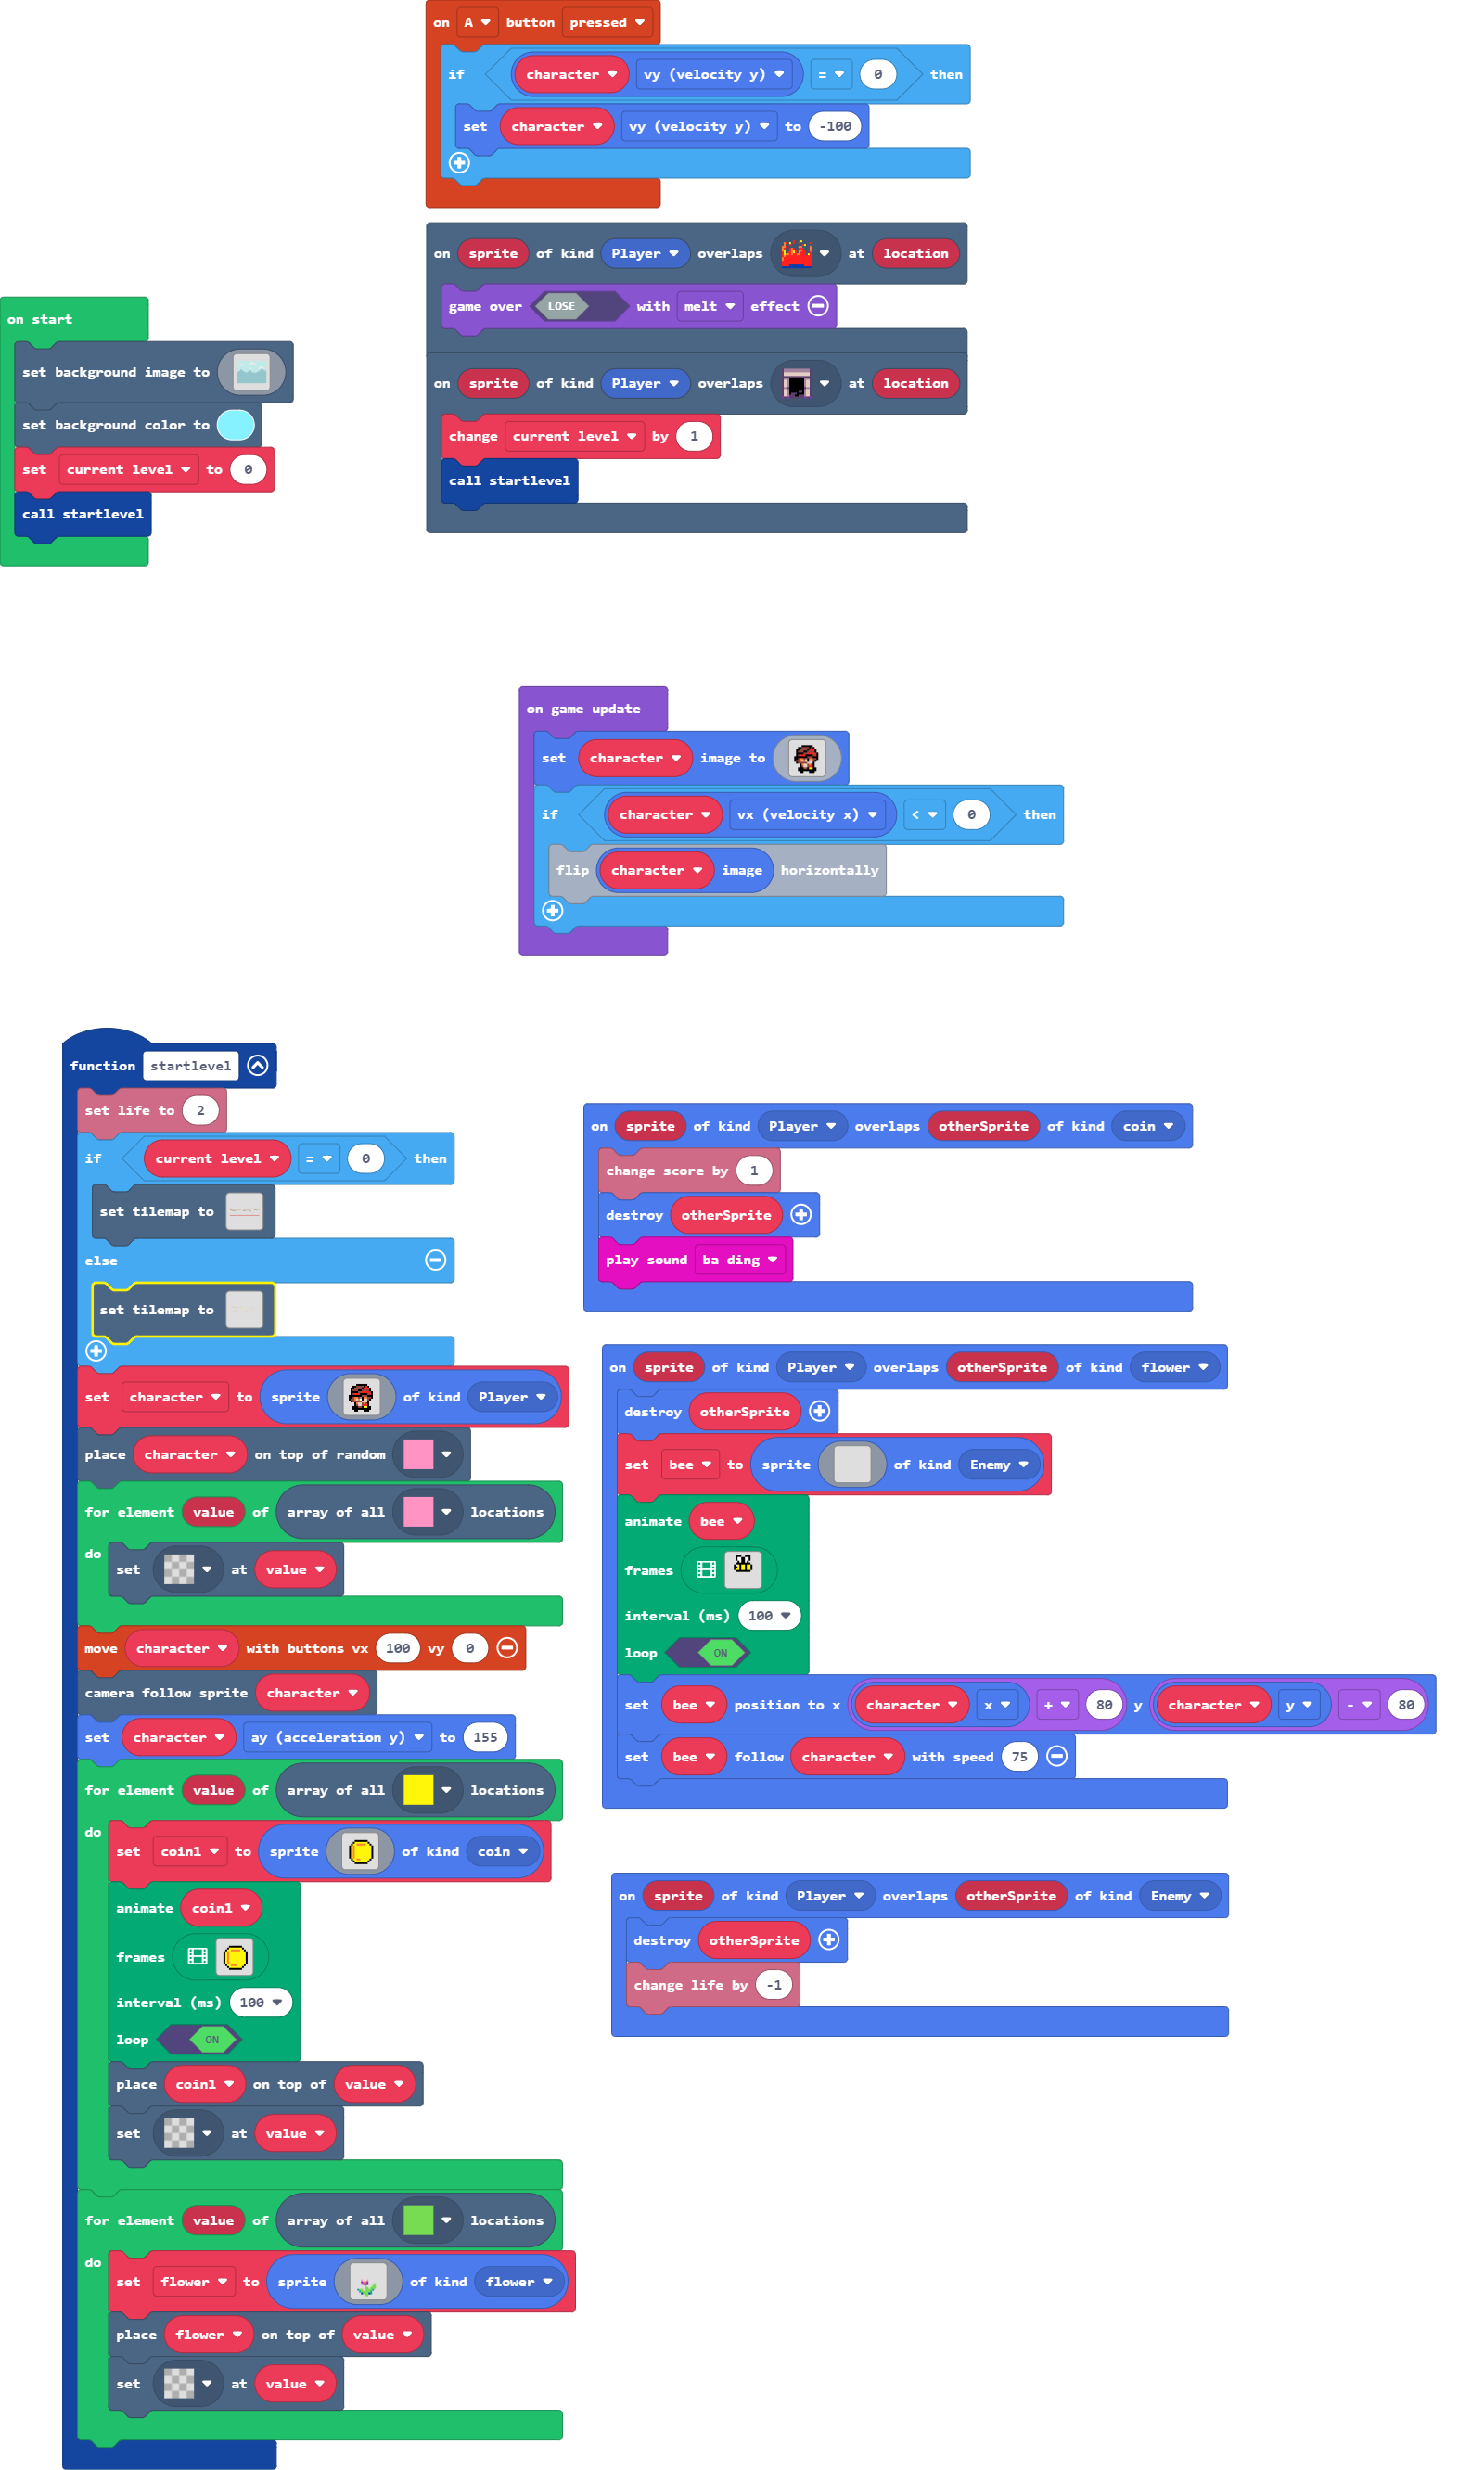 on A button pressed
if character vy (velocity y) = 0 then
set character vy (velocity y) to -100
on sprite of kind Player overlaps at location
game over LOSE with melt effect
on sprite of kind Player overlaps at location
change current level by 1
call startlevel
on start
set background image to
set background color to
set current level to 0
call startlevel
on game update
set character image to
if character vx (velocity x) < 0 then
flip character image horizontally
function startlevel
set life to 2
if current level = 0 then
set tilemap to
else
set tilemap to
set character to sprite of kind Player
place character on top of random
for element value of array of all locations
do set at value
move character with buttons vx 100 vy 0
camera follow sprite character
set character ay (acceleration y) to 155
for element value of array of all locations
do
set coin1 to sprite of kind coin
animate coin1
frames
interval (ms) 100
loop ON
place coin1 on top of value
set at value
for element value of array of all locations
do
set flower to sprite of kind flower
place flower on top of value
set at value
on sprite of kind Player overlaps otherSprite of kind coin
change score by 1
destroy otherSprite
play sound ba ding
on sprite of kind Player overlaps otherSprite of kind flower
destroy otherSprite
set bee to sprite of kind Enemy
animate bee
frames
interval (ms) 100
loop ON
set bee position to x character x + 80 y character y - 80
set bee follow character with speed 75
on sprite of kind Player overlaps otherSprite of kind Enemy
destroy otherSprite
change life by -1